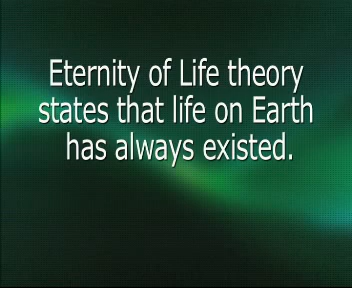 Eternity of Life theory
states that life on Earth
has always existed.